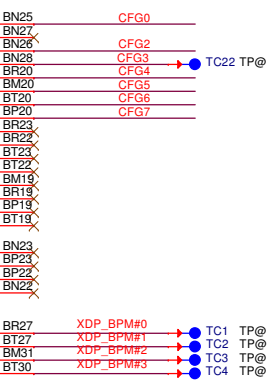 BN25 CFG0
BN27
BN26 CFG2
BN28 CFG3 TC22 TP@
BR20 CFG4
BM20 CFG5
BT20 CFG6
BP20 CFG7
BR23
BR22
BT23
BT22
BM19
BR19
BP19
BT19
BN23
BP23
BP22
BN22
BR27 XDP_BPM#0 TC1 TP@
BT27 XDP_BPM#1 TC2 TP@
BM31 XDP_BPM#2 TC3 TP@
BT30 XDP_BPM#3 TC4 TP@